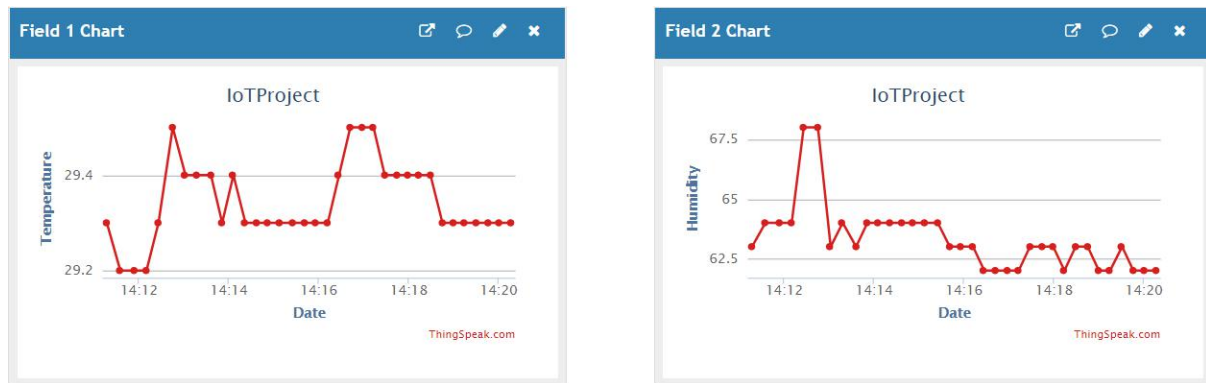 Field 1 Chart
IoTProject
Temperature
29.4
29.2
14:12 14:14 14:16 14:18 14:20
Date
ThingSpeak.com
Field 2 Chart
IoTProject
Humidity
67.5
65
62.5
14:12 14:14 14:16 14:18 14:20
Date
ThingSpeak.com